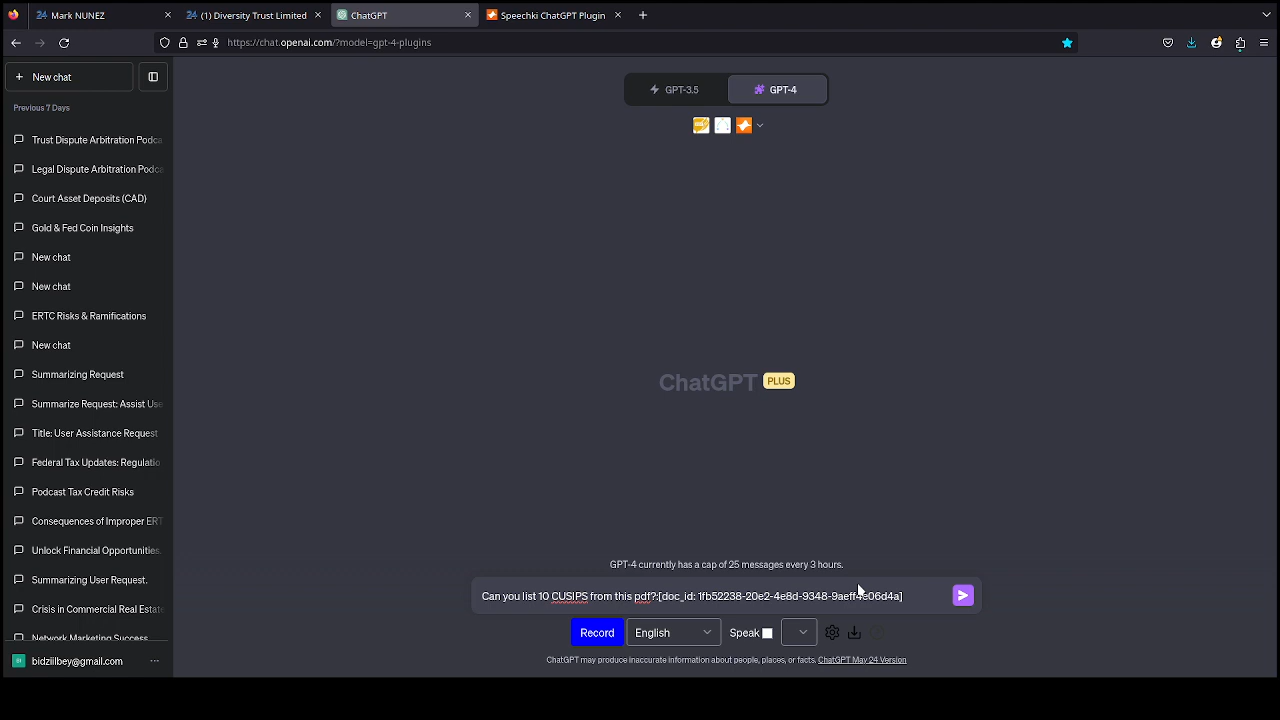 Mark NUNEZ
(1) Diversity Trust Limited
ChatGPT
Speechki ChatGPT Plugin
https://chat.openai.com/?model=gpt-4-plugins
New chat
Previous 7 Days
Trust Dispute Arbitration Podca
Legal Dispute Arbitration Podca
Court Asset Deposits (CAD)
Gold & Fed Coin Insights
New chat
New chat
ERTC Risks & Ramifications
New chat
Summarizing Request
Summarize Request: Assist Use
Title: User Assistance Request
Federal Tax Updates: Regulatio
Podcast Tax Credit Risks
Consequences of Improper ERT
Unlock Financial Opportunities.
Summarizing User Request.
Crisis in Commercial Real Estate
Network Marketing Success
bidzillbey@gmail.com
GPT-3.5
GPT-4
ChatGPT PLUS
GPT-4 currently has a cap of 25 messages every 3 hours.
Can you list 10 CUSIPS from this pdf?:[doc_id: 1fb52238-20e2-4e8d-9348-9aeff4e06d4a]
Record
English
Speak
ChatGPT may produce inaccurate information about people, places, or facts. ChatGPT May 24 Version